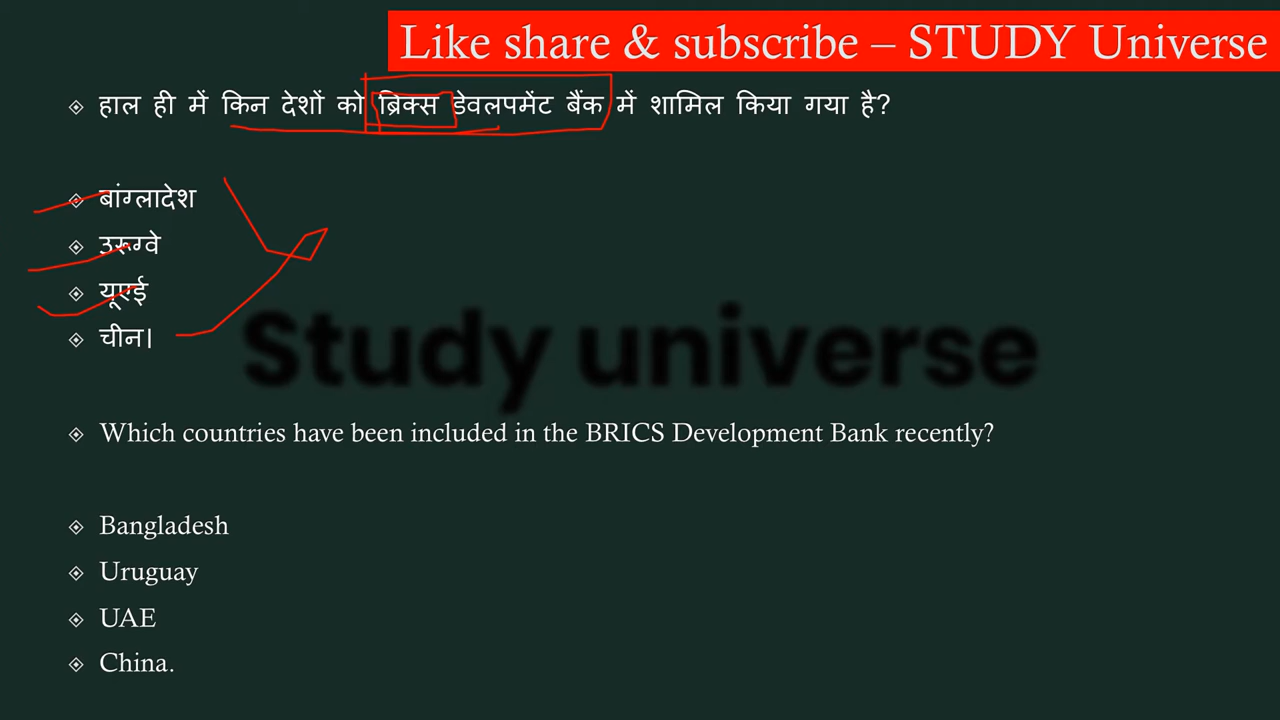 Like share & subscribe – STUDY Universe
हाल ही में किन देशों को ब्रिक्स डेवलपमेंट बैंक में शामिल किया गया है?
बांग्लादेश
उरूग्वे
यूएई
चीन।
Study universe
Which countries have been included in the BRICS Development Bank recently?
Bangladesh
Uruguay
UAE
China.